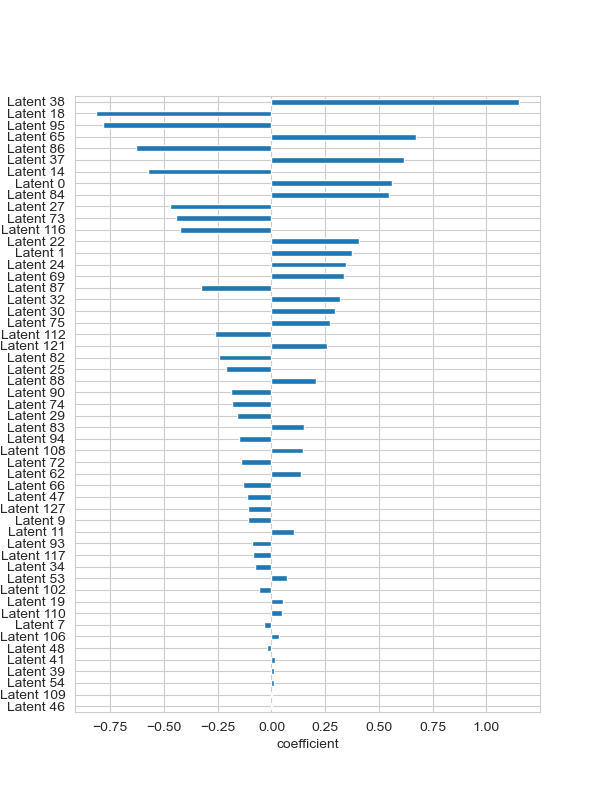 Latent 38
Latent 18
Latent 95
Latent 65
Latent 86
Latent 37
Latent 14
Latent 0
Latent 84
Latent 27
Latent 73
Latent 116
Latent 22
Latent 1
Latent 24
Latent 69
Latent 87
Latent 32
Latent 30
Latent 75
Latent 112
Latent 121
Latent 82
Latent 25
Latent 88
Latent 90
Latent 74
Latent 29
Latent 83
Latent 94
Latent 108
Latent 72
Latent 62
Latent 66
Latent 47
Latent 127
Latent 9
Latent 11
Latent 93
Latent 117
Latent 34
Latent 53
Latent 102
Latent 19
Latent 110
Latent 7
Latent 106
Latent 48
Latent 41
Latent 39
Latent 54
Latent 109
Latent 46
−0.75 −0.50 −0.25 0.00 0.25 0.50 0.75 1.00
coefficient